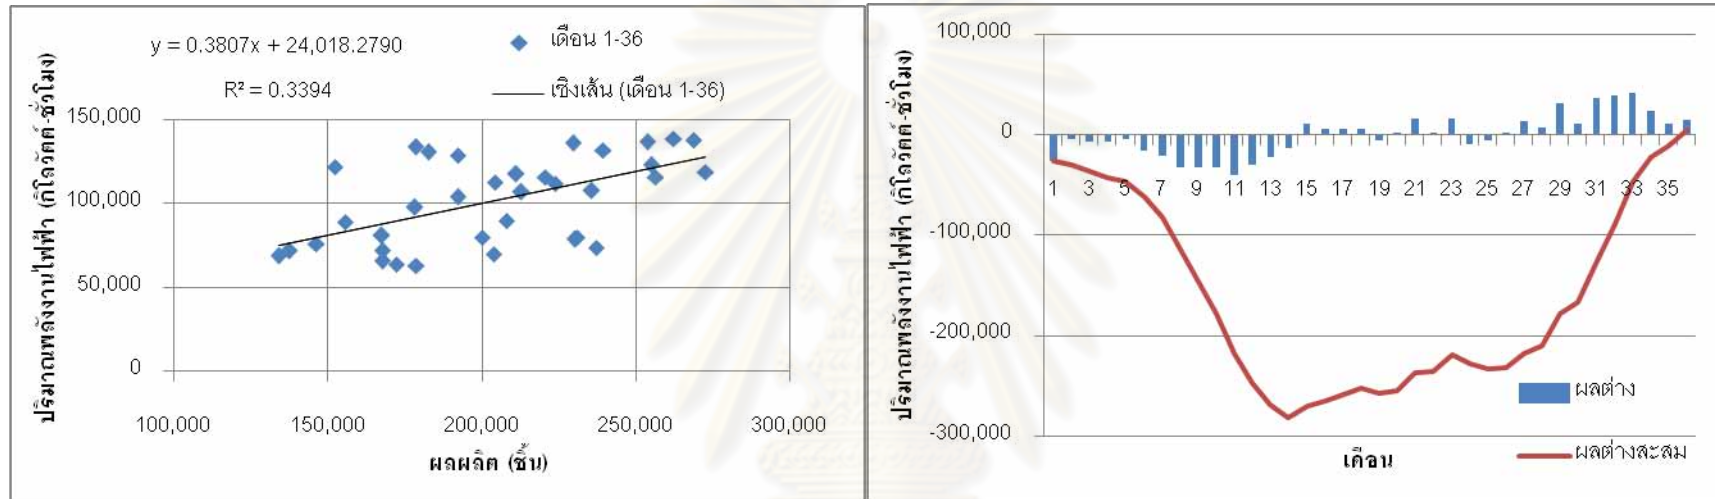 y = 0.3807x + 24,018.2790
เดือน 1-36
R² = 0.3394
เชิงเส้น (เดือน 1-36)
ปริมาณพลังงานไฟฟ้า (กิโลวัตต์-ชั่วโมง)
150,000
100,000
50,000
0
100,000 150,000 200,000 250,000 300,000
ผลผลิต (ชิ้น)
ปริมาณพลังงานไฟฟ้า (กิโลวัตต์-ชั่วโมง)
100,000
0
1 3 5 7 9 11 13 15 17 19 21 23 25 27 29 31 33 35
-100,000
-200,000
-300,000
ผลต่าง
ผลต่างสะสม
เดือน